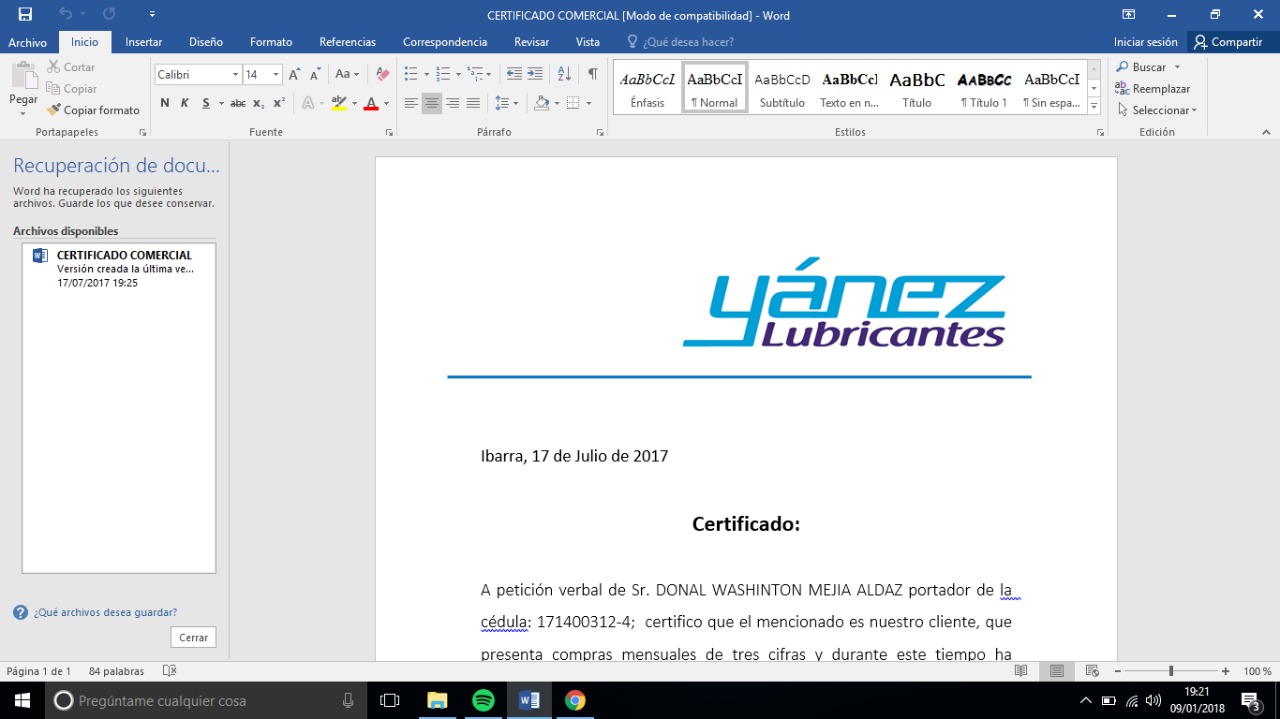 CERTIFICADO COMERCIAL [Modo de compatibilidad] - Word
Archivo Inicio Insertar Diseño Formato Referencias Correspondencia Revisar Vista ¿Qué desea hacer? Iniciar sesión Compartir
Pegar
Cortar
Copiar
Copiar formato
Portapapeles
Calibri 14
Aa
N K S abc x₂ x²
A ab A
Fuente
Párrafo
AaBbCcI AaBbCcI AaBbCcD AaBbCcI AaBbC AaBbCc AaBbCcI
Énfasis ¶ Normal Subtítulo Texto en n... Título ¶ Título 1 ¶ Sin espa...
Estilos
Buscar
Reemplazar
Seleccionar
Edición
Recuperación de docu...
Word ha recuperado los siguientes
archivos. Guarde los que desee conservar.
Archivos disponibles
CERTIFICADO COMERCIAL
Versión creada la última ve...
17/07/2017 19:25
¿Qué archivos desea guardar?
Cerrar
yánez
Lubricantes
Ibarra, 17 de Julio de 2017
Certificado:
A petición verbal de Sr. DONAL WASHINTON MEJIA ALDAZ portador de la
cédula: 171400312-4; certifico que el mencionado es nuestro cliente, que
presenta compras mensuales de tres cifras y durante este tiempo ha
Página 1 de 1 84 palabras
100 %
Pregúntame cualquier cosa
19:21
09/01/2018
3